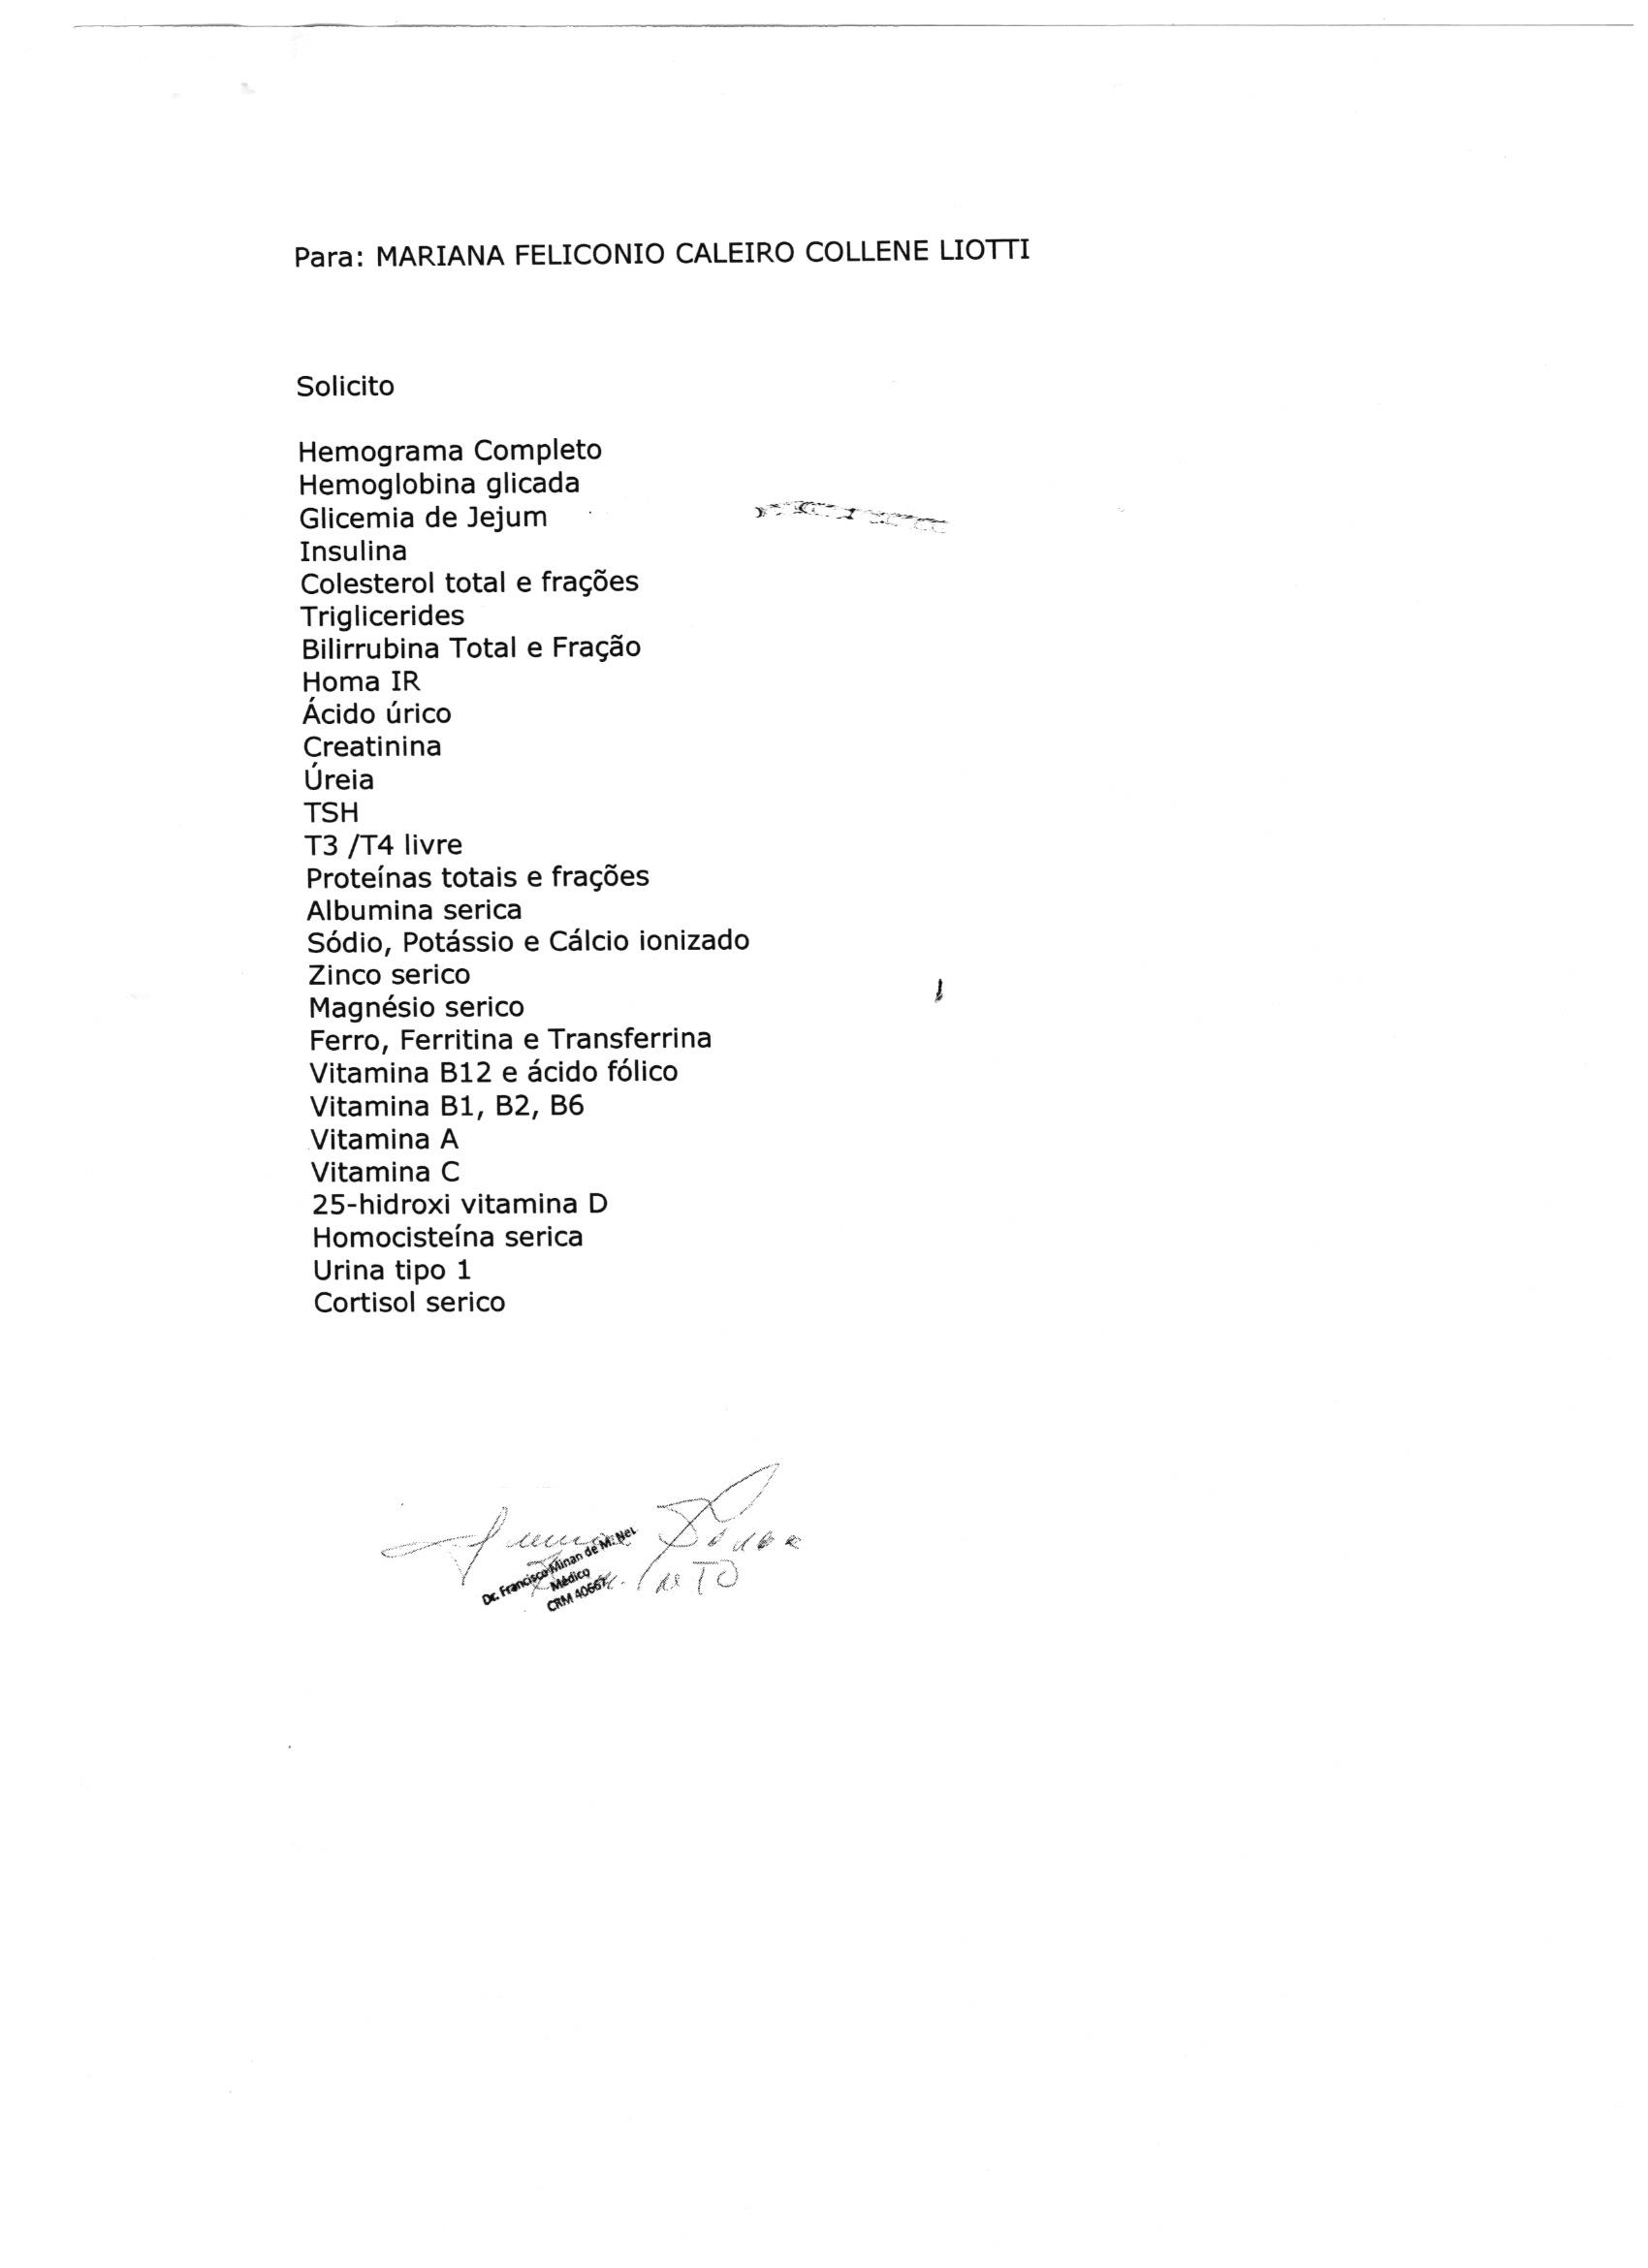 Para: MARIANA FELICONIO CALEIRO COLLENE LIOTTI
Solicito
Hemograma Completo
Hemoglobina glicada
Glicemia de Jejum
Insulina
Colesterol total e frações
Triglicerides
Bilirrubina Total e Fração
Homa IR
Ácido úrico
Creatinina
Úreia
TSH
T3 /T4 livre
Proteínas totais e frações
Albumina serica
Sódio, Potássio e Cálcio ionizado
Zinco serico
Magnésio serico
Ferro, Ferritina e Transferrina
Vitamina B12 e ácido fólico
Vitamina B1, B2, B6
Vitamina A
Vitamina C
25-hidroxi vitamina D
Homocisteína serica
Urina tipo 1
Cortisol serico
Dr. Francisco Minan de M. Net
Médico
CRM 40667